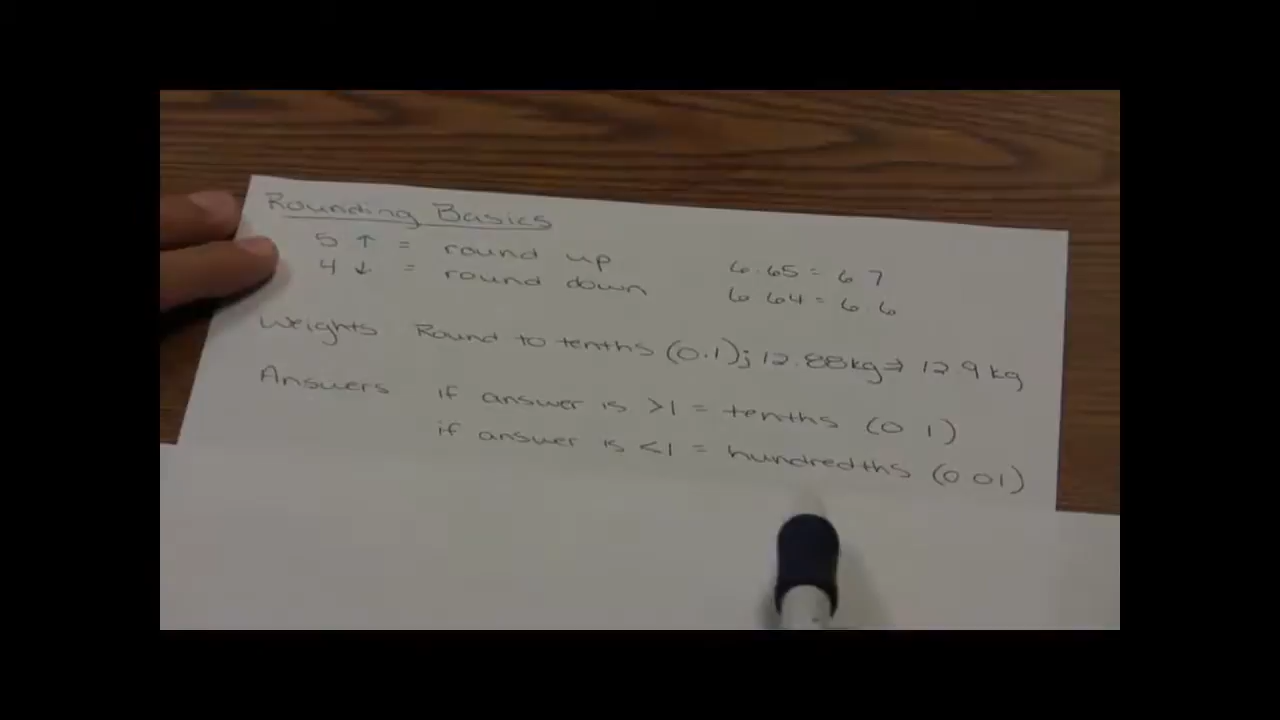 Rounding Basics
5 ↑ = round up 6.65 = 6.7
4 ↓ = round down 6.64 = 6.6
Weights Round to tenths (0.1); 12.88kg → 12.9 kg
Answers if answer is >1 = tenths (0.1)
if answer is <1 = hundredths (0.01)